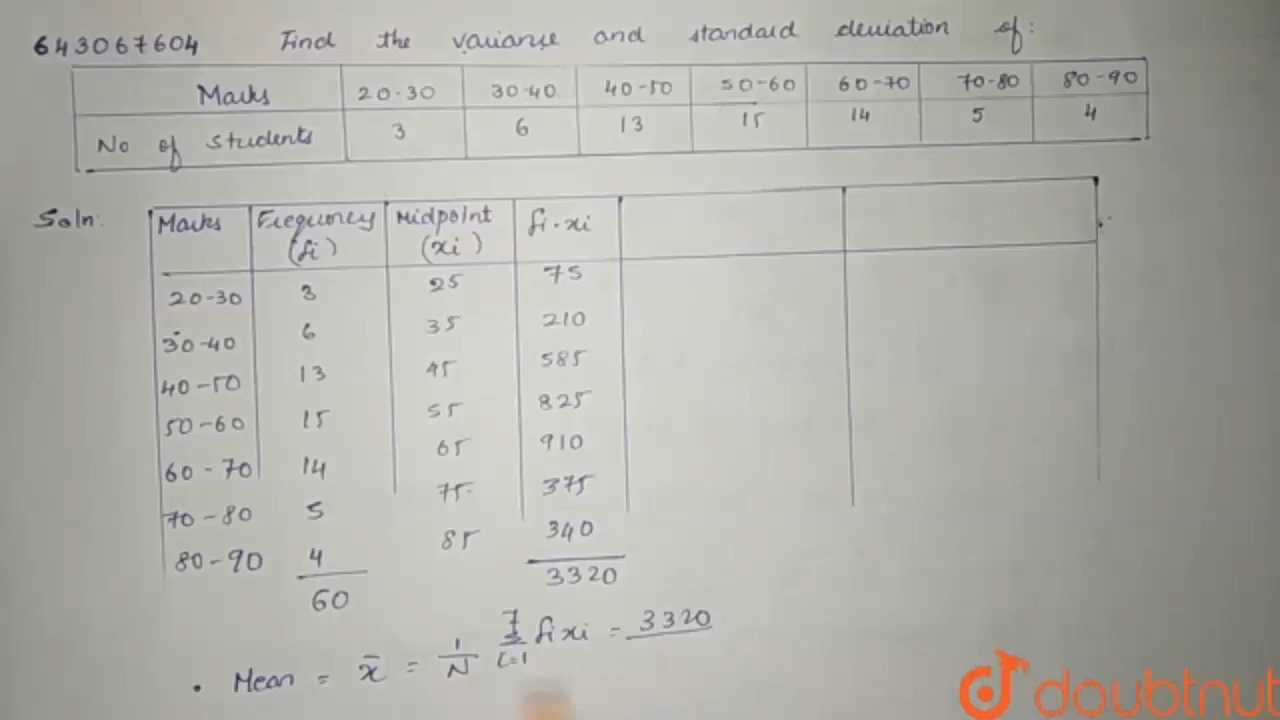 643067604 Find the varianse and standard deviation of:
Marks 20-30 30-40 40-50 50-60 60-70 70-80 80-90
No of students 3 6 13 15 14 5 4
Soln:
Marks Frequency (fi) Midpoint (xi) fi.xi
20-30 3 25 75
30-40 6 35 210
40-50 13 45 585
50-60 15 55 825
60-70 14 65 910
70-80 5 75 375
80-90 4 85 340
60 3320
• Mean = x̄ = 1/N 7 Σ i=1 fixi = 3320
doubtnut